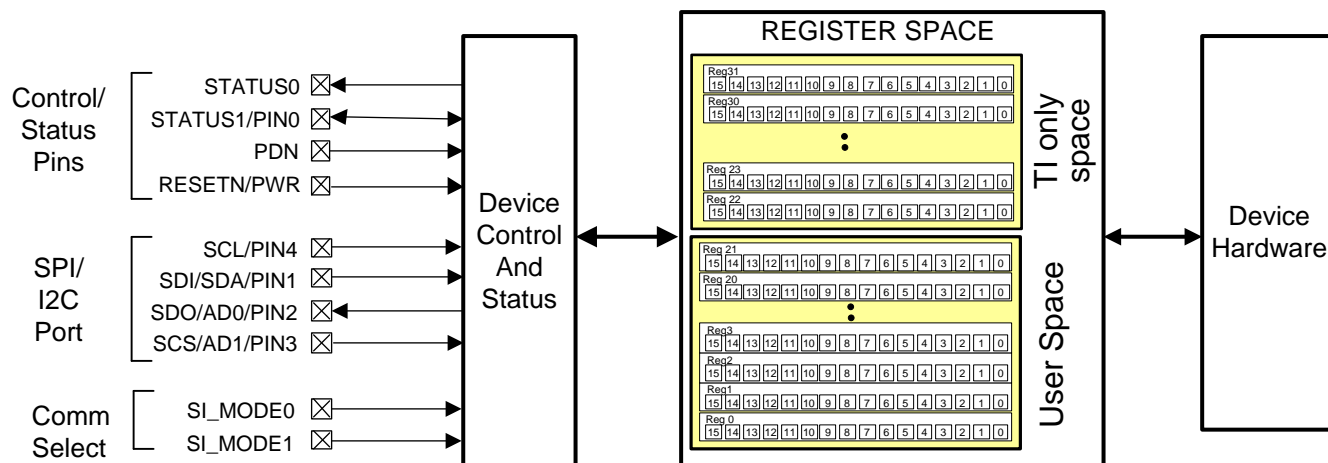 Control/
Status
Pins
STATUS0
STATUS1/PIN0
PDN
RESETN/PWR
SPI/
I2C
Port
SCL/PIN4
SDI/SDA/PIN1
SDO/AD0/PIN2
SCS/AD1/PIN3
Comm
Select
SI_MODE0
SI_MODE1
Device
Control
And
Status
REGISTER SPACE
Reg31
15 14 13 12 11 10 9 8 7 6 5 4 3 2 1 0
Reg30
15 14 13 12 11 10 9 8 7 6 5 4 3 2 1 0
Reg 23
15 14 13 12 11 10 9 8 7 6 5 4 3 2 1 0
Reg 22
15 14 13 12 11 10 9 8 7 6 5 4 3 2 1 0
TI only
space
Reg 21
15 14 13 12 11 10 9 8 7 6 5 4 3 2 1 0
Reg 20
15 14 13 12 11 10 9 8 7 6 5 4 3 2 1 0
Reg3
15 14 13 12 11 10 9 8 7 6 5 4 3 2 1 0
Reg2
15 14 13 12 11 10 9 8 7 6 5 4 3 2 1 0
Reg1
15 14 13 12 11 10 9 8 7 6 5 4 3 2 1 0
Reg 0
15 14 13 12 11 10 9 8 7 6 5 4 3 2 1 0
User Space
Device
Hardware